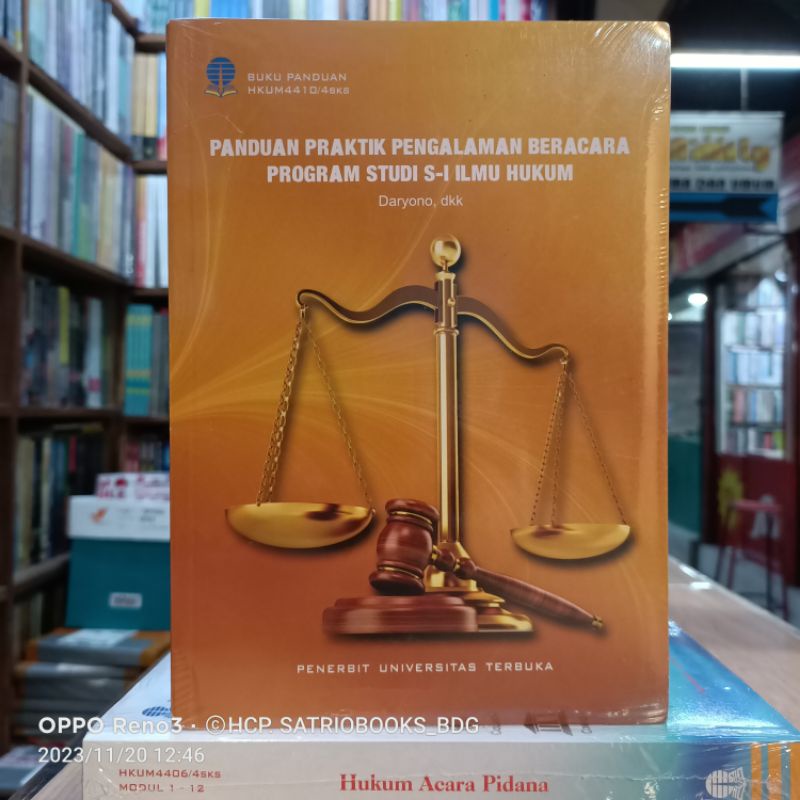 BUKU PANDUAN
HKUM4410/4SKS
PANDUAN PRAKTIK PENGALAMAN BERACARA
PROGRAM STUDI S-I ILMU HUKUM
Daryono, dkk
PENERBIT UNIVERSITAS TERBUKA
OPPO Reno3 · ©HCP. SATRIOBOOKS_BDG
2023/11/20 12:46
HKUM4406/4SKS
MODUL 1 - 12
Hukum Acara Pidana